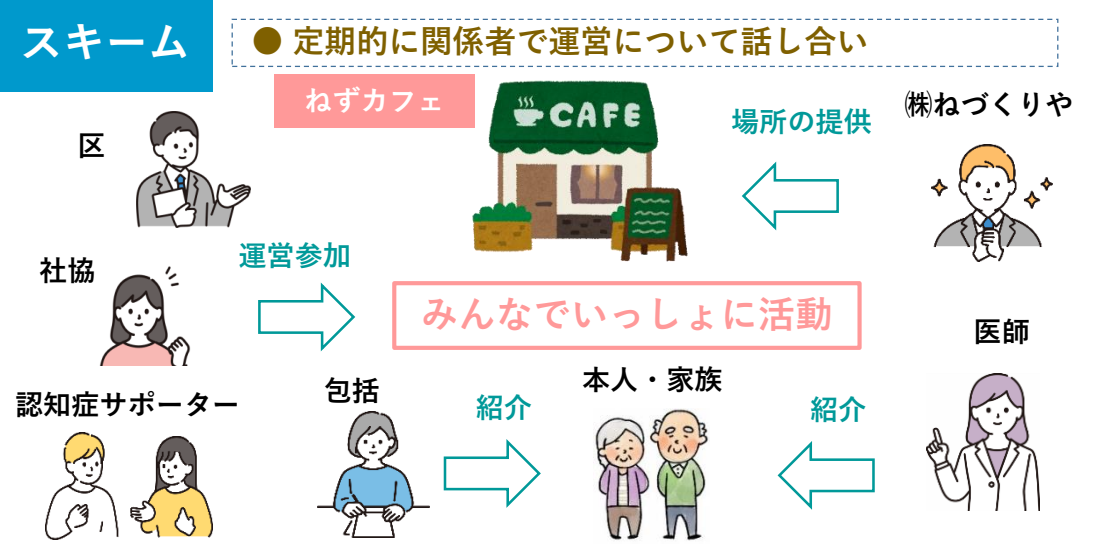 スキーム
● 定期的に関係者で運営について話し合い
ねずカフェ
CAFE
場所の提供
㈱ねづくりや
区
社協
運営参加
みんなでいっしょに活動
医師
認知症サポーター
包括
紹介
本人・家族
紹介